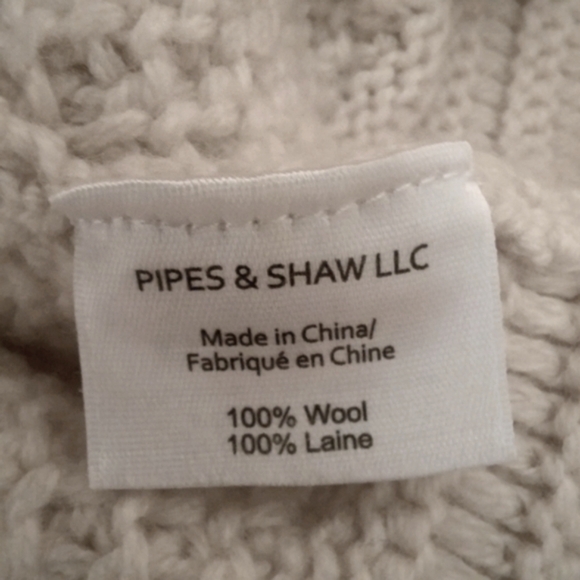 PIPES & SHAW LLC
Made in China/
Fabriqué en Chine
100% Wool
100% Laine